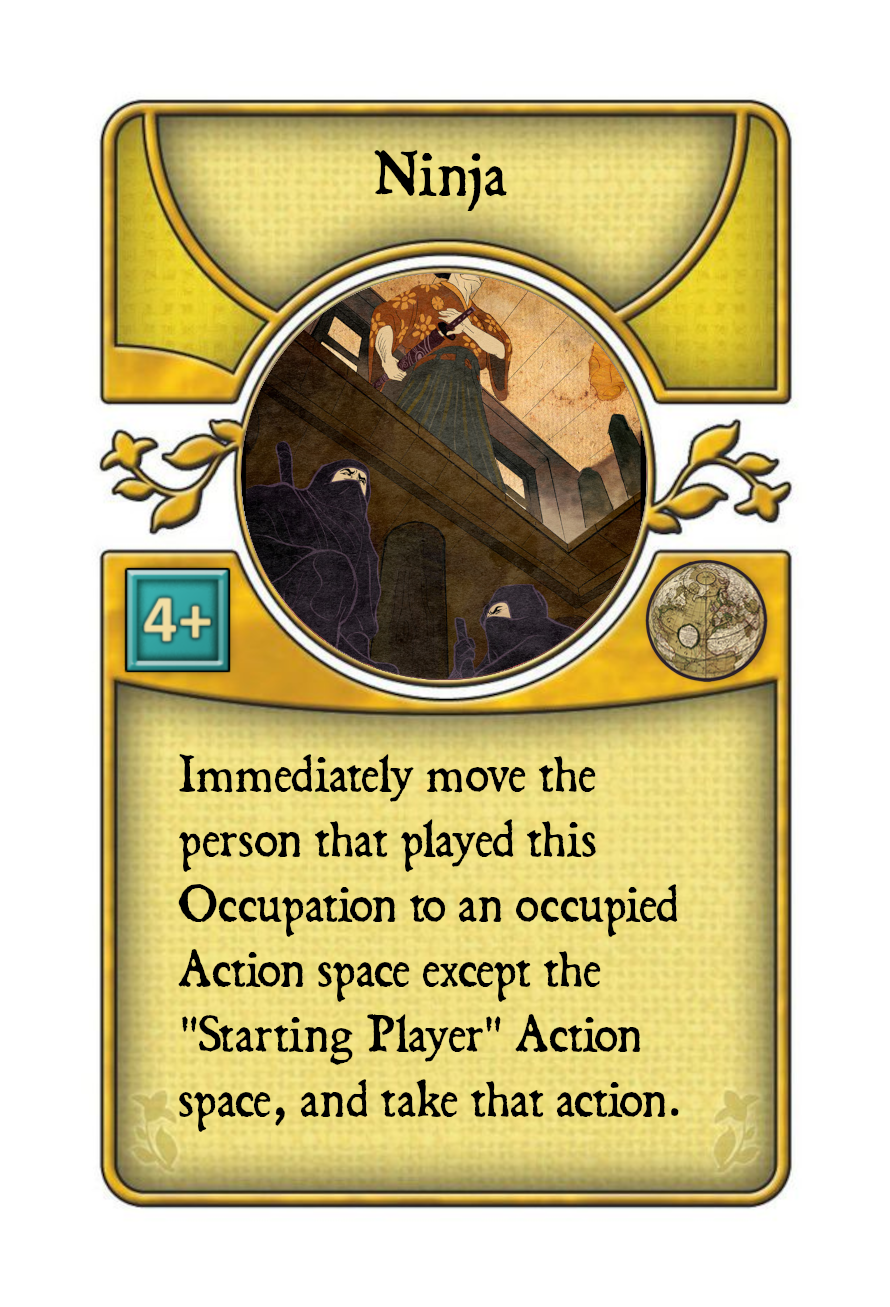 Ninja
4+
Immediately move the
person that played this
Occupation to an occupied
Action space except the
"Starting Player" Action
space, and take that action.